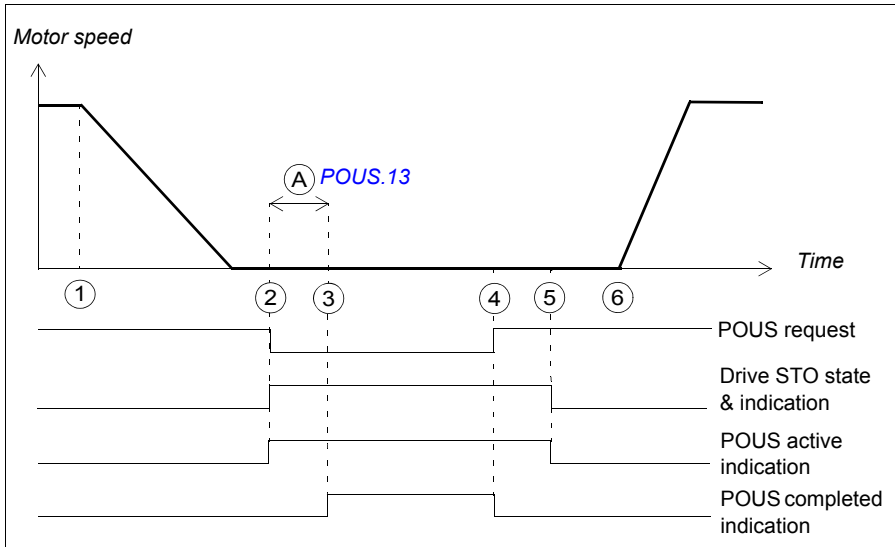 Motor speed
A POUS.13
Time
1 2 3 4 5 6
POUS request
Drive STO state
& indication
POUS active
indication
POUS completed
indication